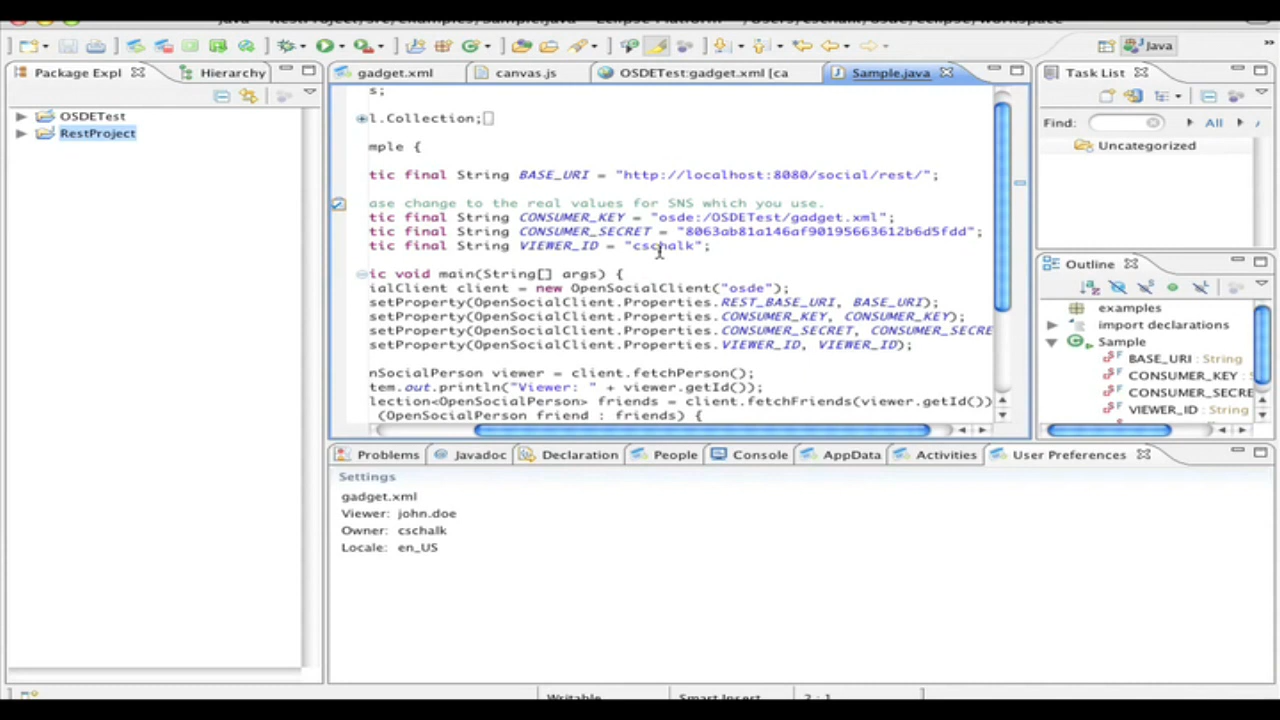 Java
Package Expl
Hierarchy
OSDETest
RestProject
gadget.xml
canvas.js
OSDETest:gadget.xml [ca
Sample.java
s;
l.Collection;
mple {
tic final String BASE_URI = "http://localhost:8080/social/rest/";
ase change to the real values for SNS which you use.
tic final String CONSUMER_KEY = "osde:/OSDETest/gadget.xml";
tic final String CONSUMER_SECRET = "8063ab81a146af90195663612b6d5fdd";
tic final String VIEWER_ID = "cschalk";
ic void main(String[] args) {
ialClient client = new OpenSocialClient("osde");
setProperty(OpenSocialClient.Properties.REST_BASE_URI, BASE_URI);
setProperty(OpenSocialClient.Properties.CONSUMER_KEY, CONSUMER_KEY);
setProperty(OpenSocialClient.Properties.CONSUMER_SECRET, CONSUMER_SECRE
setProperty(OpenSocialClient.Properties.VIEWER_ID, VIEWER_ID);
nSocialPerson viewer = client.fetchPerson();
tem.out.println("Viewer: " + viewer.getId());
lection<OpenSocialPerson> friends = client.fetchFriends(viewer.getId())
(OpenSocialPerson friend : friends) {
Task List
Find:
All
Uncategorized
Outline
examples
import declarations
Sample
BASE_URI : String
CONSUMER_KEY :
CONSUMER_SECRE
VIEWER_ID : String
Problems
Javadoc
Declaration
People
Console
AppData
Activities
User Preferences
Settings
gadget.xml
Viewer: john.doe
Owner: cschalk
Locale: en_US
Writable
Smart Insert